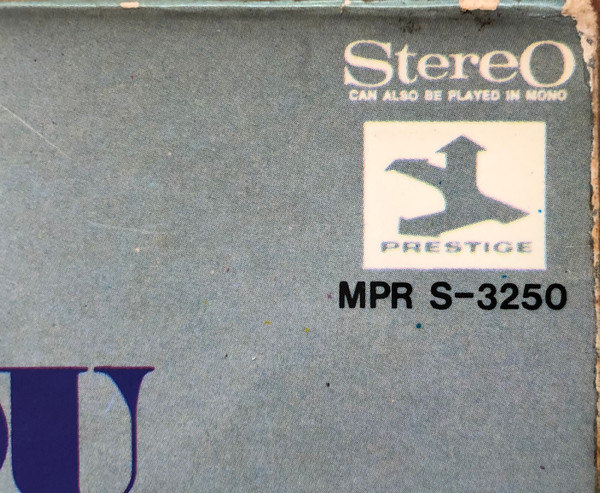 StereO
CAN ALSO BE PLAYED IN MONO
PRESTIGE
MPR S-3250
U